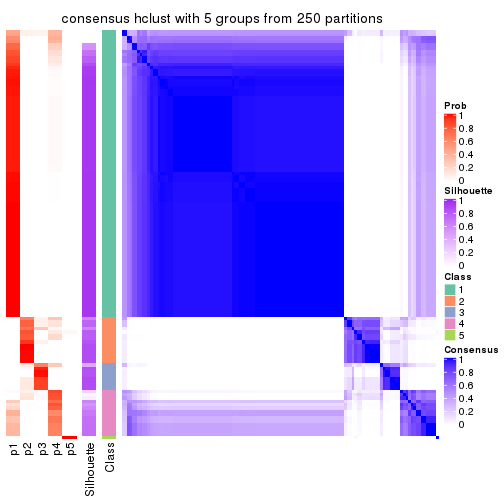 consensus hclust with 5 groups from 250 partitions
Prob
1
0.8
0.6
0.4
0.2
0
Silhouette
1
0.8
0.6
0.4
0.2
0
Class
1
2
3
4
5
Consensus
1
0.8
0.6
0.4
0.2
0
p1
p2
p3
p4
p5
Silhouette
Class